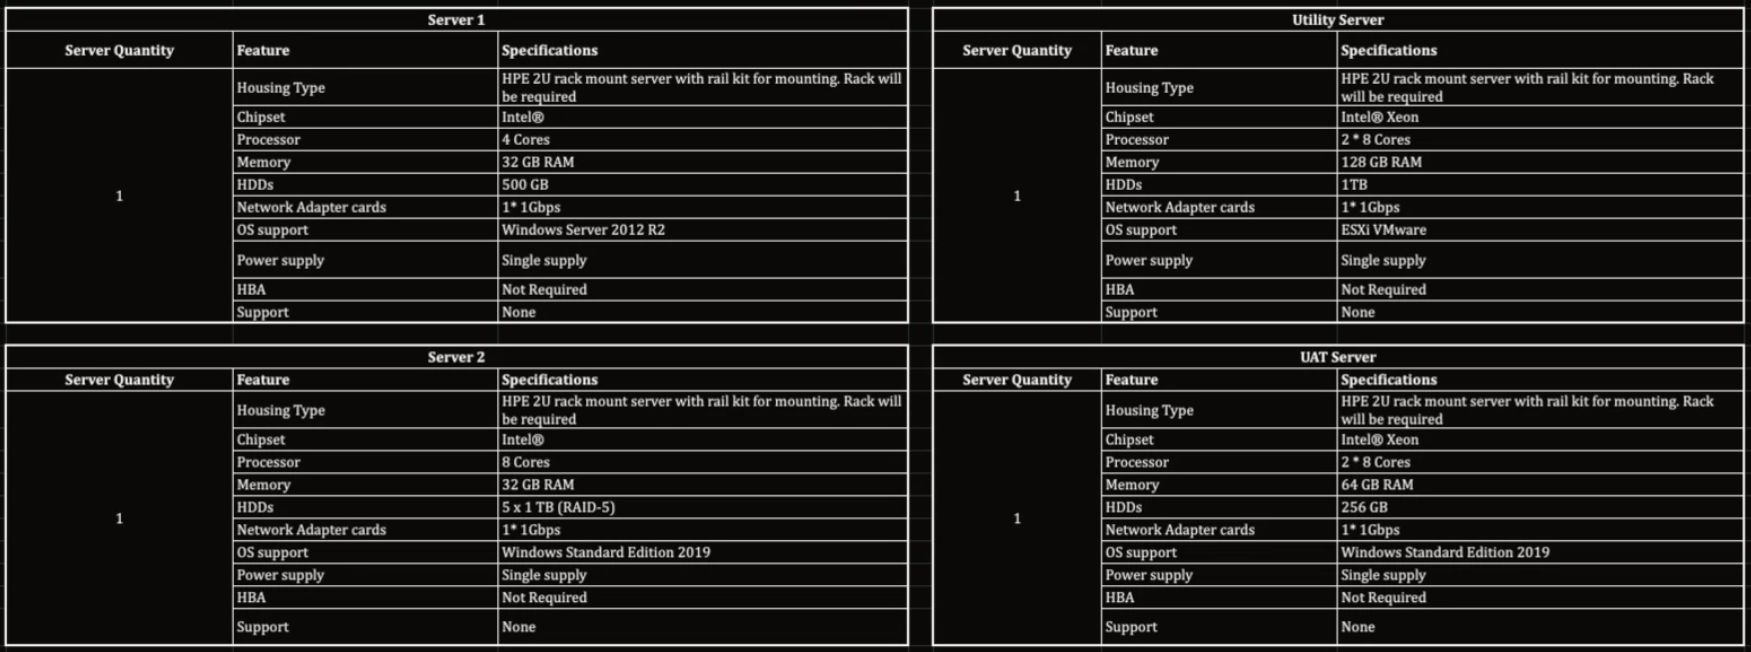 Server 1
Server Quantity Feature Specifications
1
Housing Type HPE 2U rack mount server with rail kit for mounting. Rack will
be required
Chipset Intel®
Processor 4 Cores
Memory 32 GB RAM
HDDs 500 GB
Network Adapter cards 1* 1Gbps
OS support Windows Server 2012 R2
Power supply Single supply
HBA Not Required
Support None
Utility Server
Server Quantity Feature Specifications
1
Housing Type HPE 2U rack mount server with rail kit for mounting. Rack
will be required
Chipset Intel® Xeon
Processor 2 * 8 Cores
Memory 128 GB RAM
HDDs 1TB
Network Adapter cards 1* 1Gbps
OS support ESXi VMware
Power supply Single supply
HBA Not Required
Support None
Server 2
Server Quantity Feature Specifications
1
Housing Type HPE 2U rack mount server with rail kit for mounting. Rack will
be required
Chipset Intel®
Processor 8 Cores
Memory 32 GB RAM
HDDs 5 x 1 TB (RAID-5)
Network Adapter cards 1* 1Gbps
OS support Windows Standard Edition 2019
Power supply Single supply
HBA Not Required
Support None
UAT Server
Server Quantity Feature Specifications
1
Housing Type HPE 2U rack mount server with rail kit for mounting. Rack
will be required
Chipset Intel® Xeon
Processor 2 * 8 Cores
Memory 64 GB RAM
HDDs 256 GB
Network Adapter cards 1* 1Gbps
OS support Windows Standard Edition 2019
Power supply Single supply
HBA Not Required
Support None